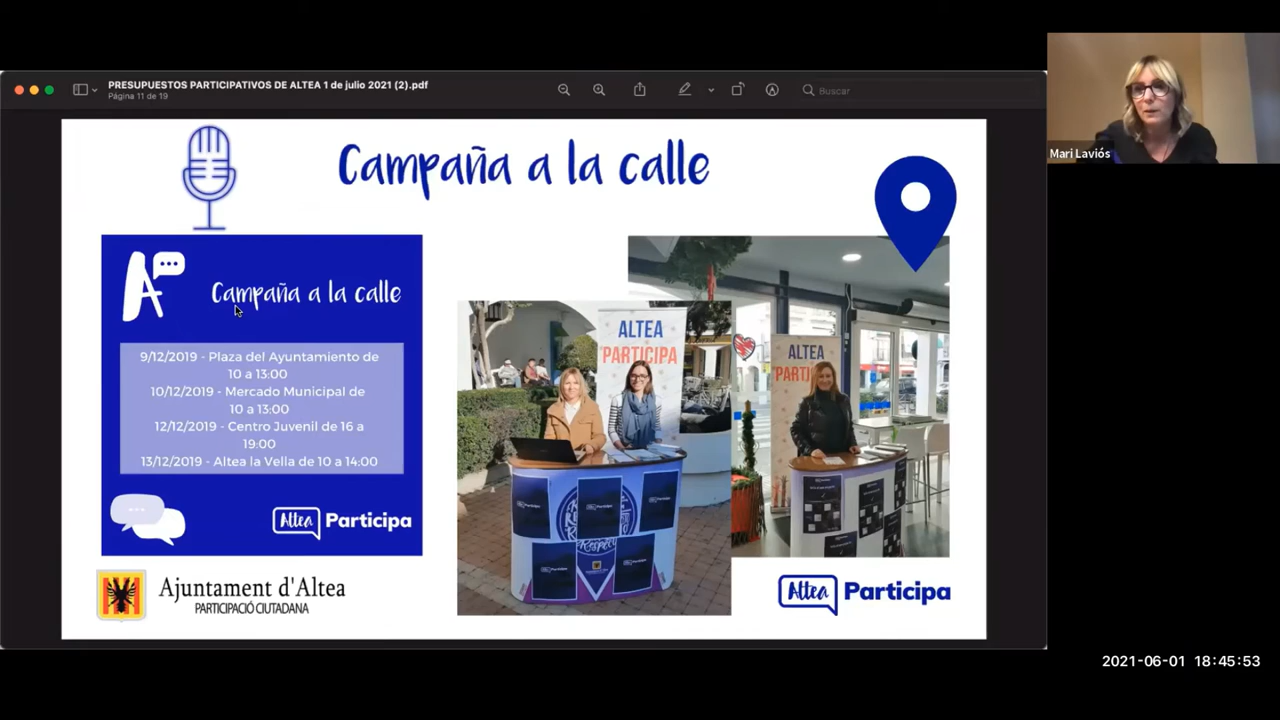 PRESUPUESTOS PARTICIPATIVOS DE ALTEA 1 de julio 2021 (2).pdf
Página 11 de 19
Buscar
Mari Laviós
Campaña a la calle
Campaña a la calle
9/12/2019 - Plaza del Ayuntamiento de
10 a 13:00
10/12/2019 - Mercado Municipal de
10 a 13:00
12/12/2019 - Centro Juvenil de 16 a
19:00
13/12/2019 - Altea la Vella de 10 a 14:00
Altea Participa
ALTEA
PARTICIPA
ALTEA
Respect
Ajuntament d'Altea
PARTICIPACIÓ CIUTADANA
Altea Participa
2021-06-01 18:45:53